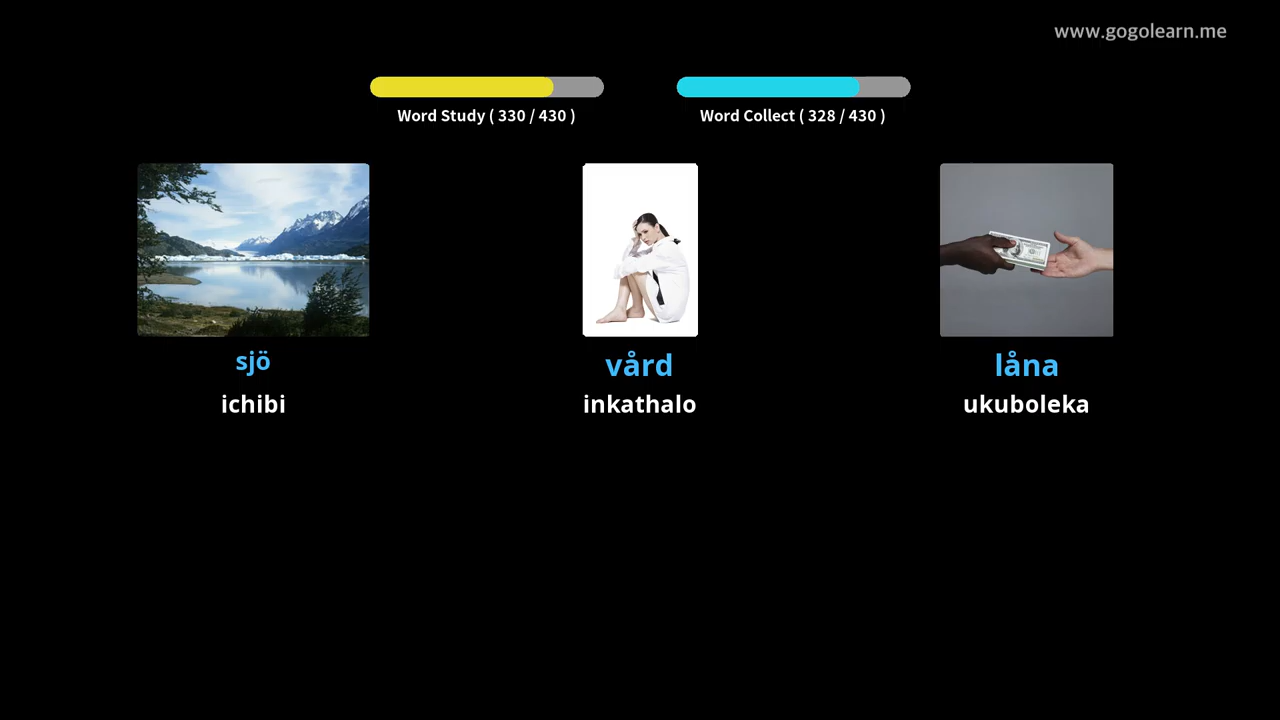 www.gogolearn.me
Word Study ( 330 / 430 )
Word Collect ( 328 / 430 )
sjö
vård
låna
ichibi
inkathalo
ukuboleka